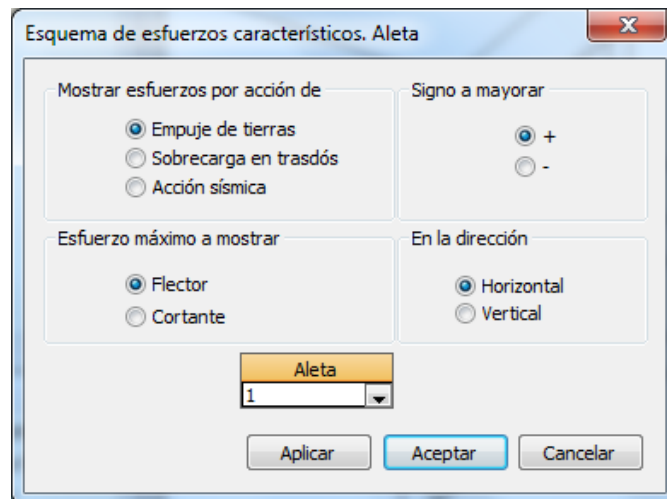 Esquema de esfuerzos característicos. Aleta
Mostrar esfuerzos por acción de
Empuje de tierras
Sobrecarga en trasdós
Acción sísmica
Signo a mayorar
+
-
Esfuerzo máximo a mostrar
Flector
Cortante
En la dirección
Horizontal
Vertical
Aleta
1
Aplicar
Aceptar
Cancelar